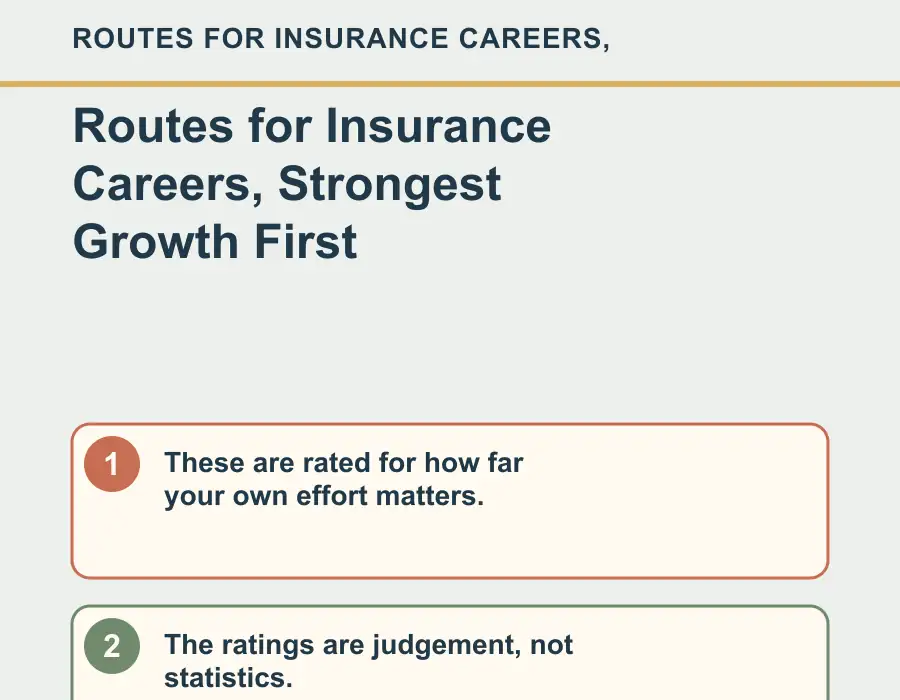 ROUTES FOR INSURANCE CAREERS,
Routes for Insurance
Careers, Strongest
Growth First
1
These are rated for how far
your own effort matters.
2
The ratings are judgement, not
statistics.